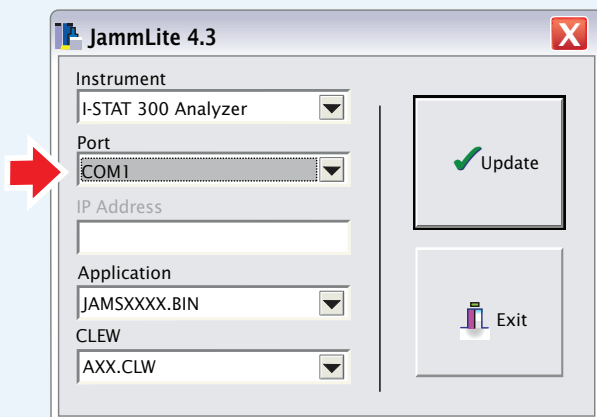 JammLite 4.3
Instrument
I-STAT 300 Analyzer
Port
COM1
IP Address
Application
JAMSXXXX.BIN
CLEW
AXX.CLW
Update
Exit